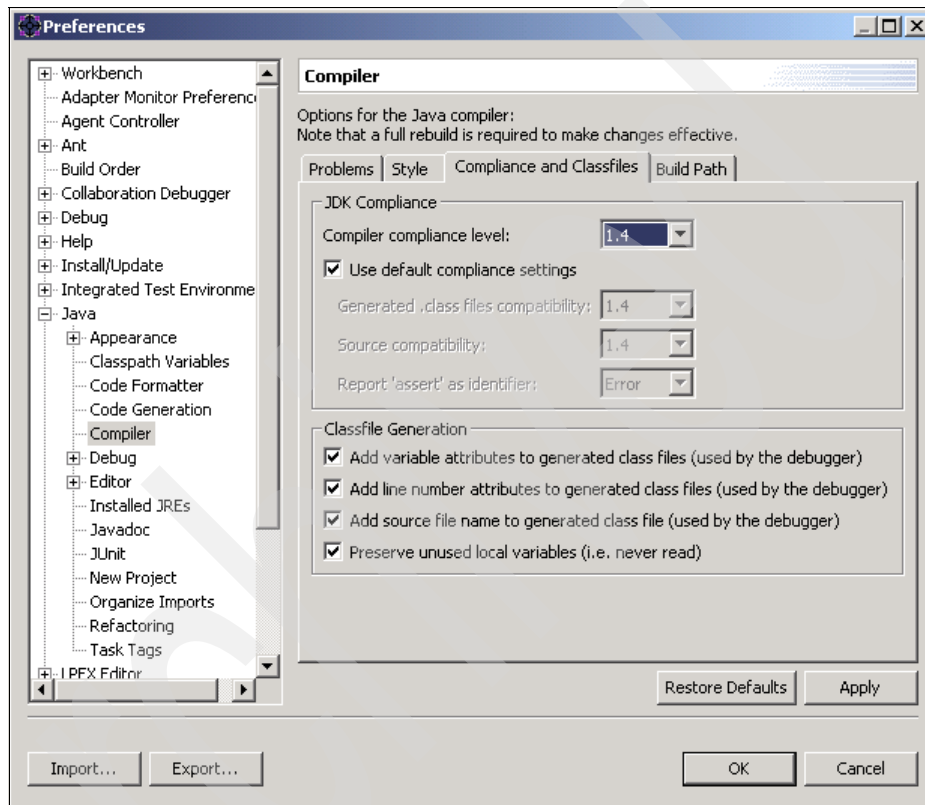 Preferences
Workbench
Adapter Monitor Preferenc
Agent Controller
Ant
Build Order
Collaboration Debugger
Debug
Help
Install/Update
Integrated Test Environme
Java
Appearance
Classpath Variables
Code Formatter
Code Generation
Compiler
Debug
Editor
Installed JREs
Javadoc
JUnit
New Project
Organize Imports
Refactoring
Task Tags
LPEX Editor
Compiler
Options for the Java compiler:
Note that a full rebuild is required to make changes effective.
Problems Style Compliance and Classfiles Build Path
JDK Compliance
Compiler compliance level: 1.4
Use default compliance settings
Generated .class files compatibility: 1.4
Source compatibility: 1.4
Report 'assert' as identifier: Error
Classfile Generation
Add variable attributes to generated class files (used by the debugger)
Add line number attributes to generated class files (used by the debugger)
Add source file name to generated class file (used by the debugger)
Preserve unused local variables (i.e. never read)
Restore Defaults Apply
Import... Export... OK Cancel